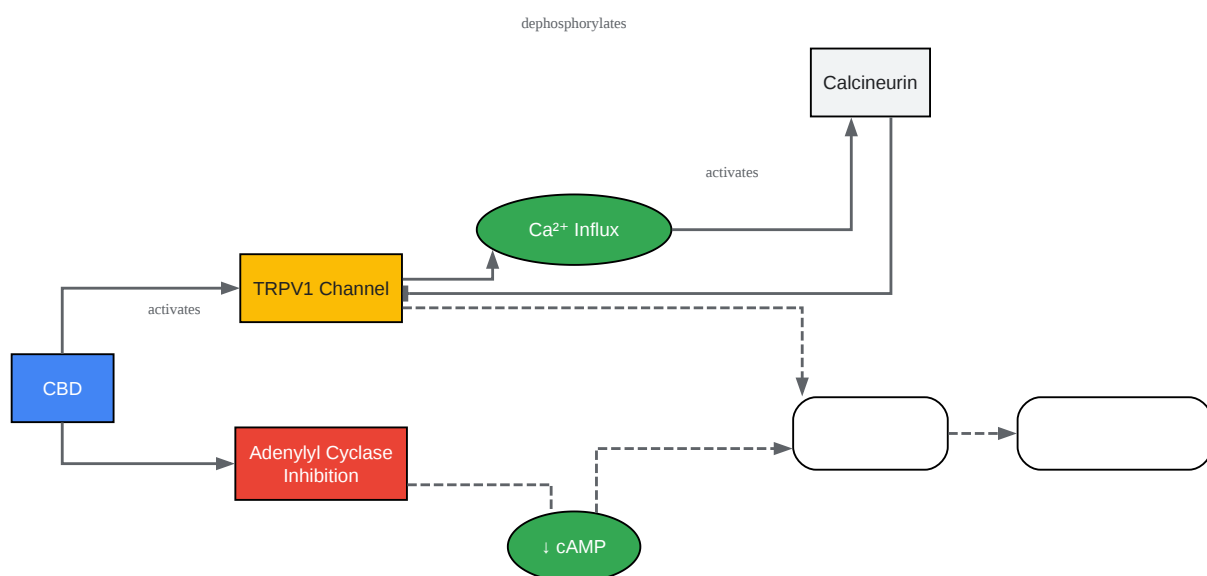 dephosphorylates
Calcineurin
activates
Ca²⁺ Influx
TRPV1 Channel
activates
CBD
Adenylyl Cyclase
Inhibition
↓ cAMP